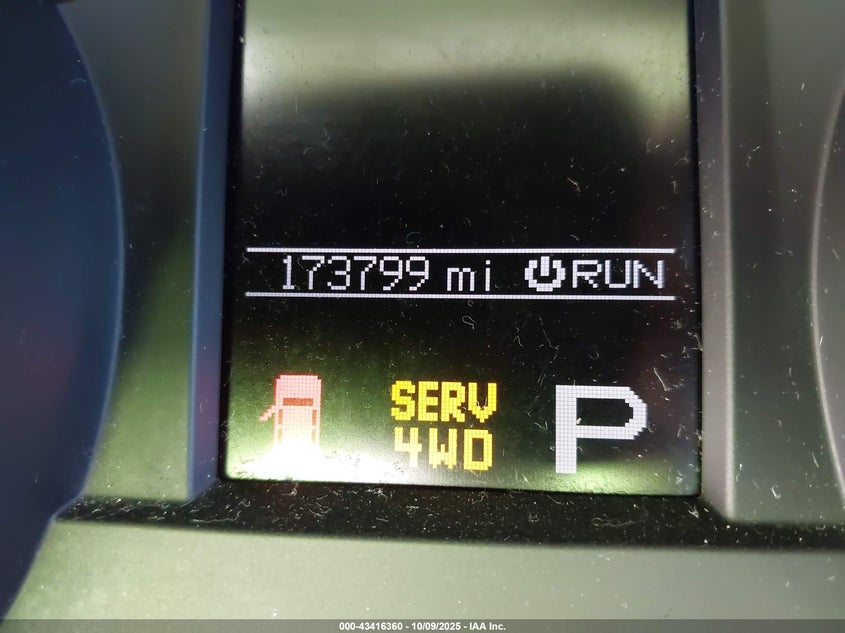 173799 mi RUN
SERV
4WD
P
000-43416360 - 10/09/2025 - IAA Inc.